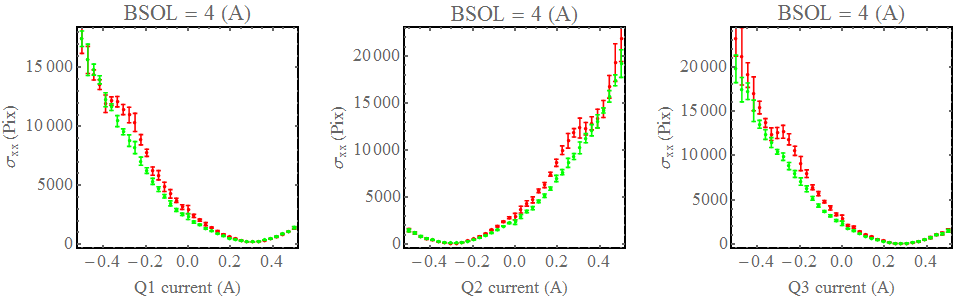 BSOL = 4 (A)
σxx (Pix)
15 000
10 000
5000
0
−0.4 −0.2 0.0 0.2 0.4
Q1 current (A)
BSOL = 4 (A)
σxx (Pix)
20 000
15 000
10 000
5000
0
−0.4 −0.2 0.0 0.2 0.4
Q2 current (A)
BSOL = 4 (A)
σxx (Pix)
20 000
15 000
10 000
5000
0
−0.4 −0.2 0.0 0.2 0.4
Q3 current (A)